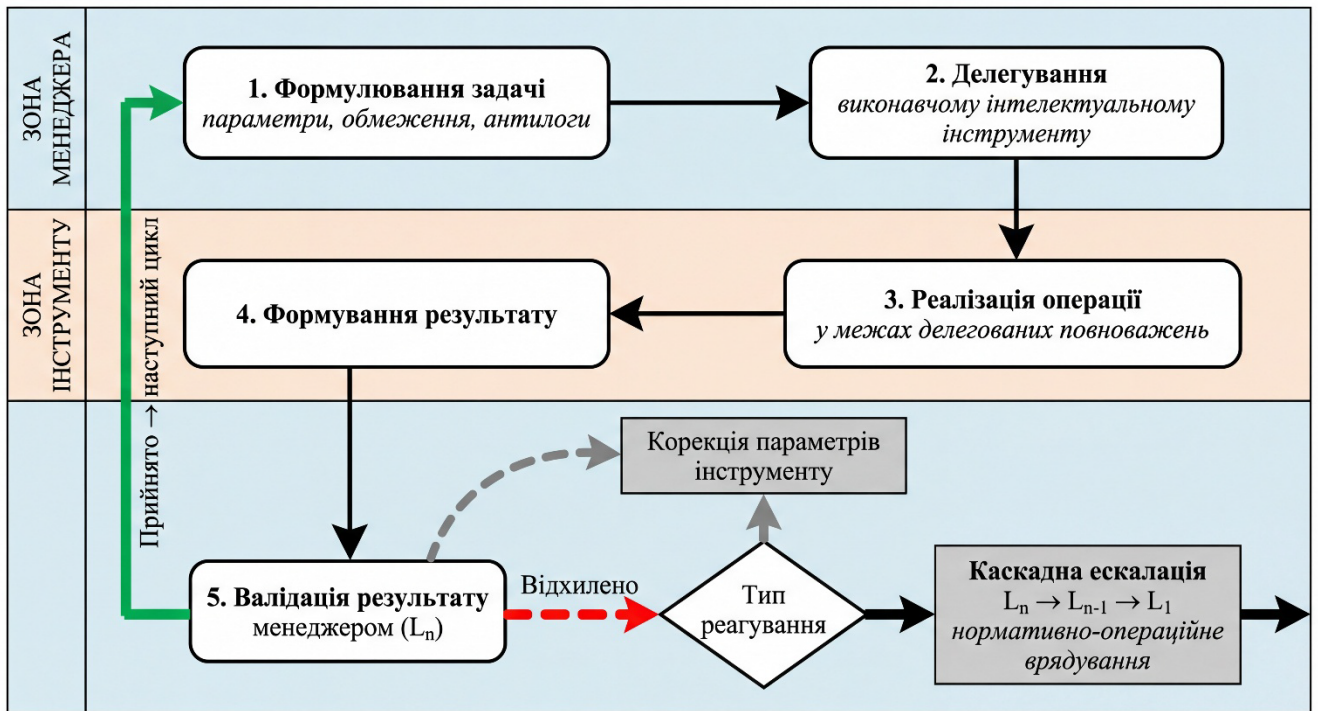 ЗОНА
МЕНЕДЖЕРА
1. Формулювання задачі
параметри, обмеження, антилоги
2. Делегування
виконавчому інтелектуальному
інструменту
ЗОНА
ІНСТРУМЕНТУ
Прийнято → наступний цикл
4. Формування результату
3. Реалізація операції
у межах делегованих повноважень
Корекція параметрів
інструменту
5. Валідація результату
менеджером (Lₙ)
Відхилено
Тип
реагування
Каскадна ескалація
Lₙ → Lₙ₋₁ → L₁
нормативно-операційне
врядування